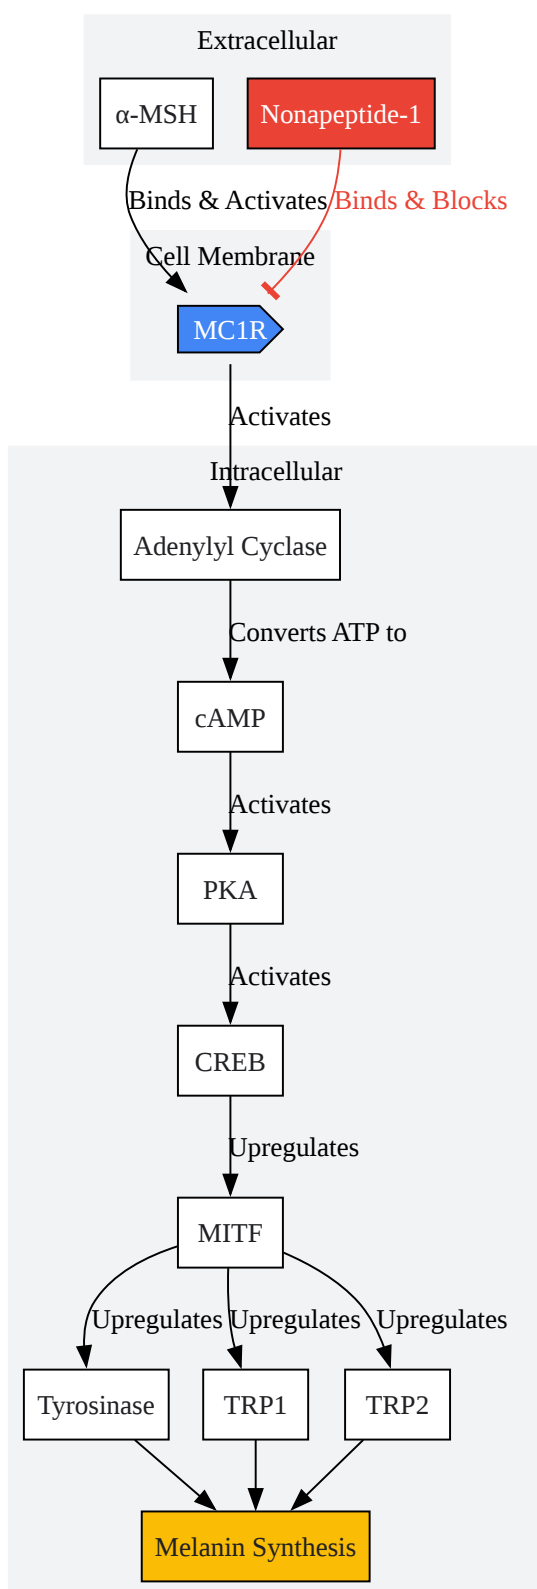 Extracellular
α-MSH
Nonapeptide-1
Binds & Activates
Binds & Blocks
Cell Membrane
MC1R
Activates
Intracellular
Adenylyl Cyclase
Converts ATP to
cAMP
Activates
PKA
Activates
CREB
Upregulates
MITF
Upregulates
Upregulates
Upregulates
Tyrosinase
TRP1
TRP2
Melanin Synthesis